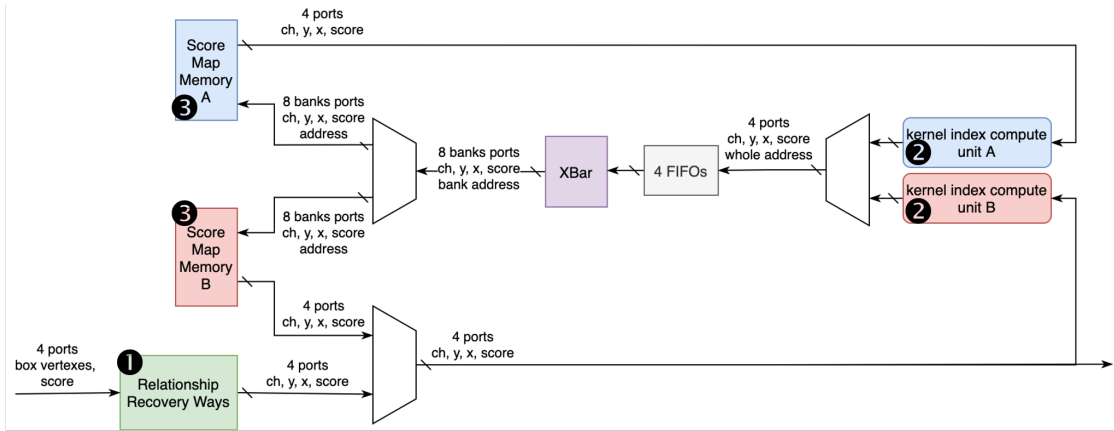 4 ports
ch, y, x, score
Score
Map
Memory
A
3
8 banks ports
ch, y, x, score
address
8 banks ports
ch, y, x, score
bank address
XBar
4 FIFOs
4 ports
ch, y, x, score
whole address
kernel index compute
unit A
2
kernel index compute
unit B
2
3
Score
Map
Memory
B
8 banks ports
ch, y, x, score
address
4 ports
ch, y, x, score
4 ports
box vertexes,
score
1
Relationship
Recovery Ways
4 ports
ch, y, x, score
4 ports
ch, y, x, score